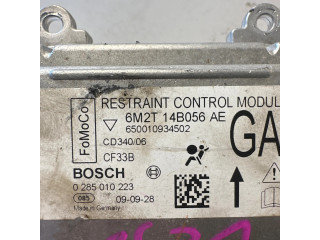 FoMoCo
RESTRAINT CONTROL MODUL
6M2T 14B056 AE
650010934502
GA
CD340/06
CF33B
BOSCH
0 285 010 223
09-09-28
Made in Germany